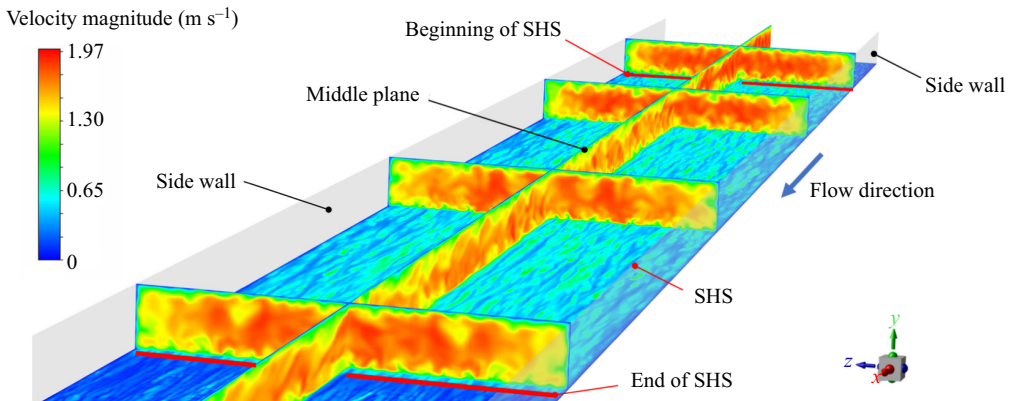 Velocity magnitude (m s⁻¹)
1.97
1.30
0.65
0
Beginning of SHS
Side wall
Middle plane
Side wall
Flow direction
SHS
End of SHS
y
z
x